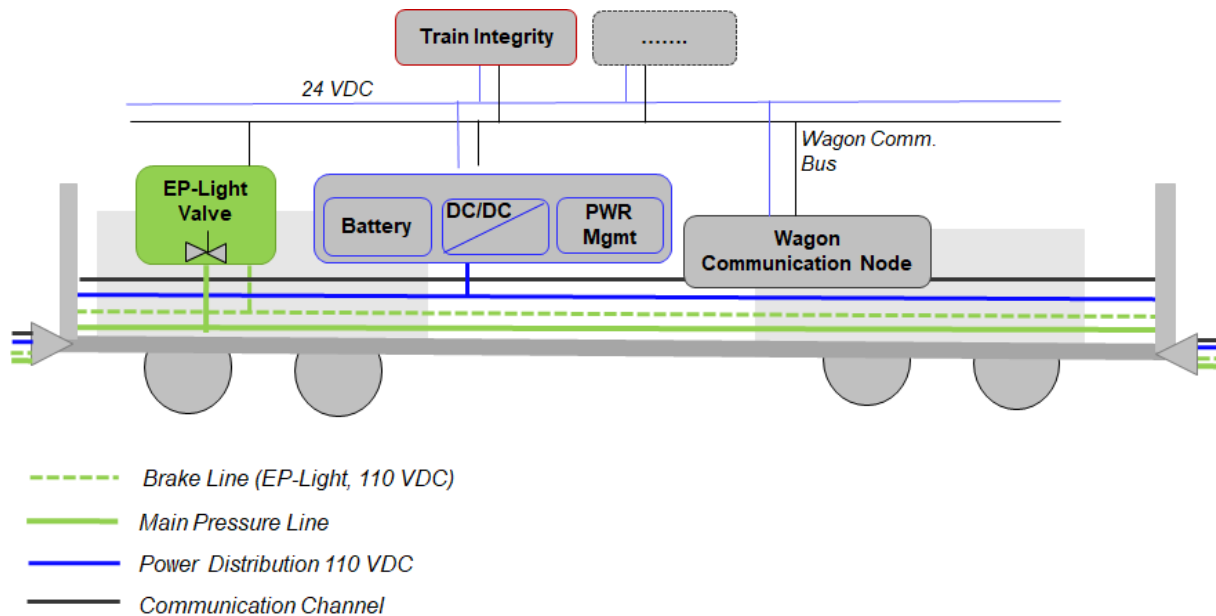 Train Integrity
.......
24 VDC
Wagon Comm.
Bus
EP-Light
Valve
Battery
DC/DC
PWR
Mgmt
Wagon
Communication Node
Brake Line (EP-Light, 110 VDC)
Main Pressure Line
Power Distribution 110 VDC
Communication Channel